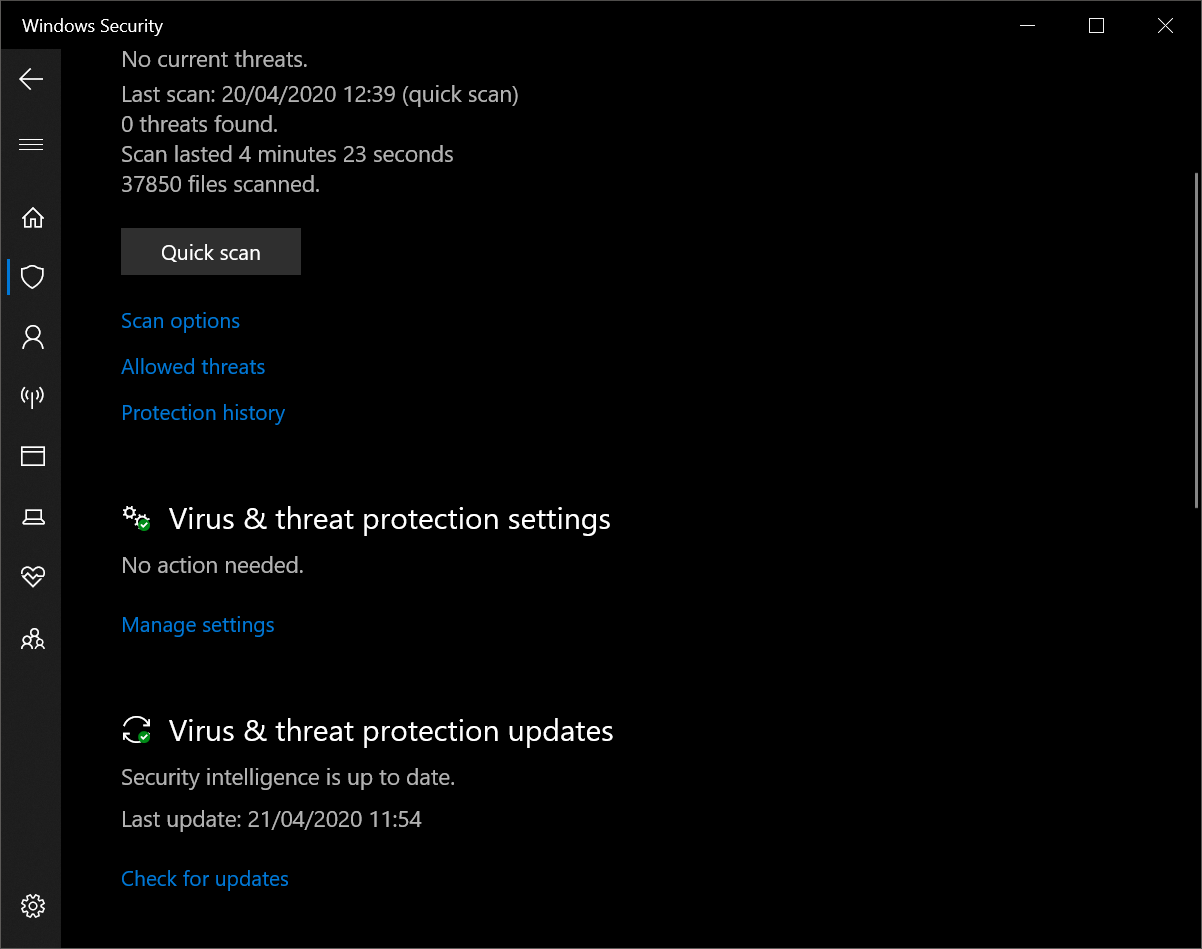 Windows Security
No current threats.
Last scan: 20/04/2020 12:39 (quick scan)
0 threats found.
Scan lasted 4 minutes 23 seconds
37850 files scanned.
Quick scan
Scan options
Allowed threats
Protection history
Virus & threat protection settings
No action needed.
Manage settings
Virus & threat protection updates
Security intelligence is up to date.
Last update: 21/04/2020 11:54
Check for updates